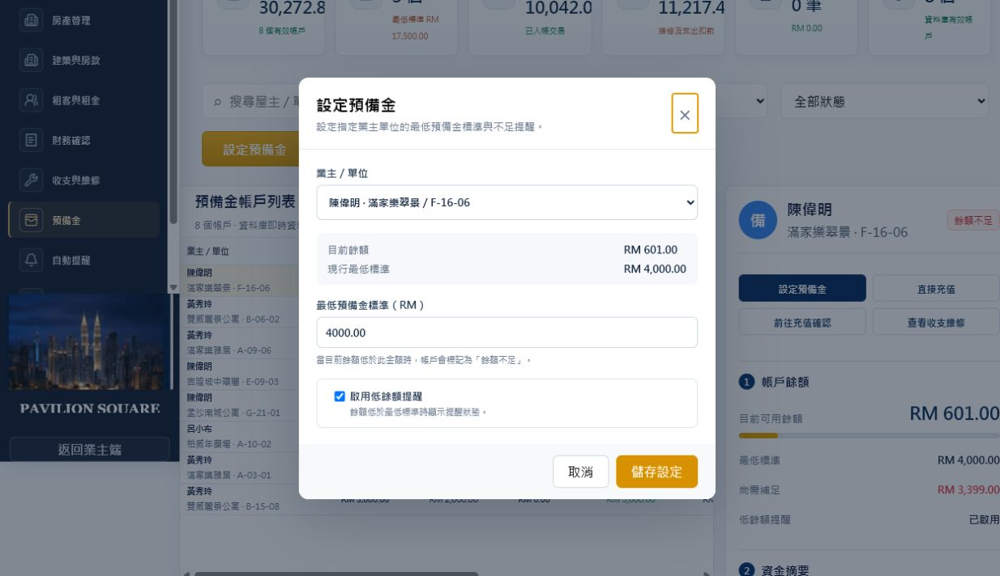 房產管理
建築與房款
租客與租金
財務確認
收支與維修
預備金
自動提醒
PAVILION SQUARE
返回業主端
30,272.8
8 個有效帳戶
最低標準 RM
17,500.00
10,042.0
已入帳交易
11,217.4
維修及支出扣款
0 筆
RM 0.00
資料庫有效帳
戶
搜尋屋主 /
全部狀態
設定預備金
預備金帳戶列表
8 個帳戶 · 資料庫即時資
業主 / 單位
陳偉明
滿家樂翠景 · F-16-06
黃秀玲
雙威麗景公寓 · B-06-02
黃秀玲
滿家樂雅居 · A-09-06
陳偉明
吉隆坡中環閣 · E-09-03
陳偉明
孟沙南城公寓 · G-21-01
呂小布
柏威年廣場 · A-10-02
黃秀玲
滿家樂雅居 · A-03-01
黃秀玲
雙威麗景公寓 · B-15-08
設定預備金
設定指定業主單位的最低預備金標準與不足提醒。
×
業主 / 單位
陳偉明 · 滿家樂翠景 / F-16-06
目前餘額 RM 601.00
現行最低標準 RM 4,000.00
最低預備金標準（RM）
4000.00
當目前餘額低於此金額時，帳戶會標記為「餘額不足」。
啟用低餘額提醒
餘額低於最低標準時顯示提醒狀態。
取消 儲存設定
備
陳偉明
滿家樂翠景 · F-16-06
餘額不足
設定預備金 直接充值
前往充值確認 查看收支維修
1 帳戶餘額
目前可用餘額 RM 601.00
最低標準 RM 4,000.00
尚需補足 RM 3,399.00
低餘額提醒 已啟用
2 資金摘要